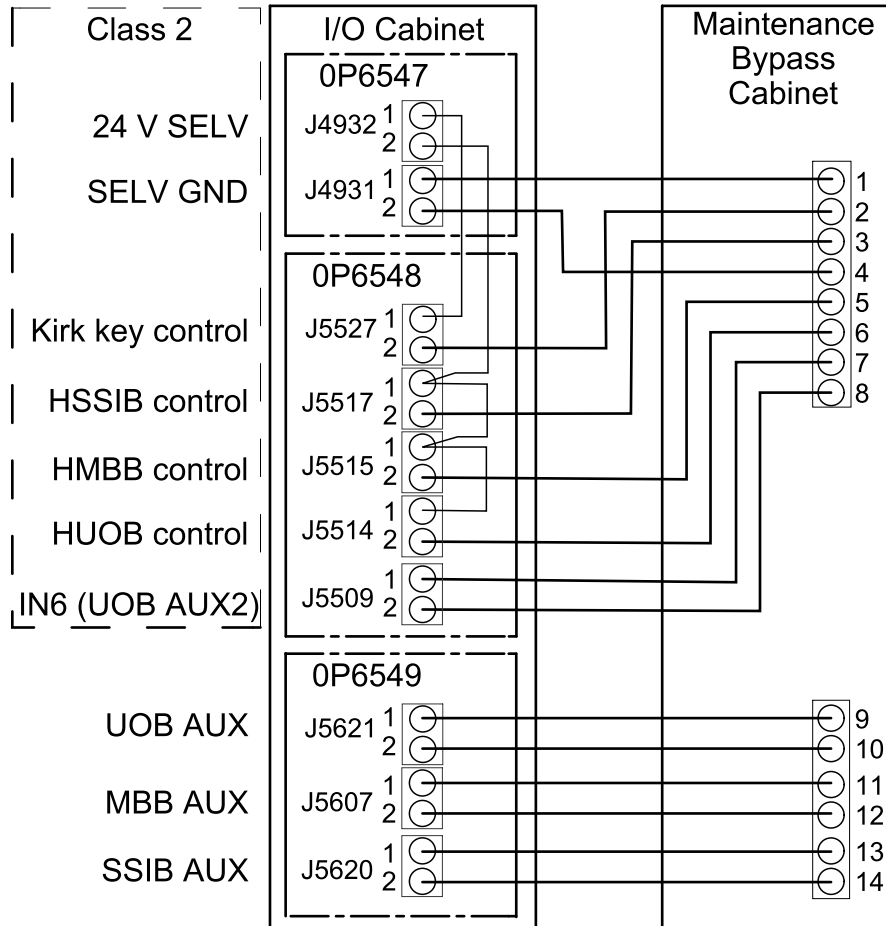 Class 2
I/O Cabinet
Maintenance
Bypass
Cabinet
0P6547
24 V SELV
J4932
1
2
SELV GND
J4931
1
2
0P6548
Kirk key control
J5527
1
2
HSSIB control
J5517
1
2
HMBB control
J5515
1
2
HUOB control
J5514
1
2
IN6 (UOB AUX2)
J5509
1
2
1
2
3
4
5
6
7
8
0P6549
UOB AUX
J5621
1
2
MBB AUX
J5607
1
2
SSIB AUX
J5620
1
2
9
10
11
12
13
14